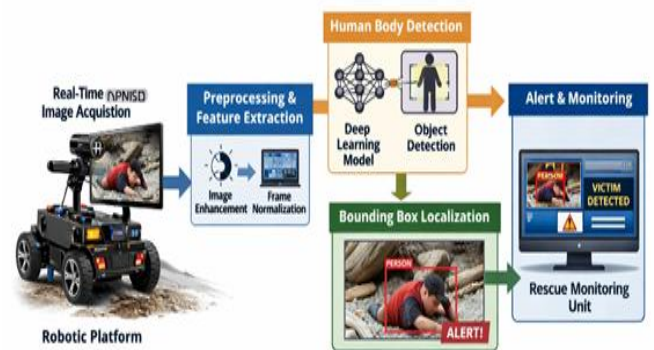 Real-Time
Image Acquistion
Robotic Platform
Preprocessing &
Feature Extraction
Image
Enhancement
Frame
Normalization
Human Body Detection
Deep
Learning
Model
Object
Detection
Bounding Box Localization
PERSON
ALERT!
Alert & Monitoring
PERSON
VICTIM
DETECTED
Rescue Monitoring
Unit